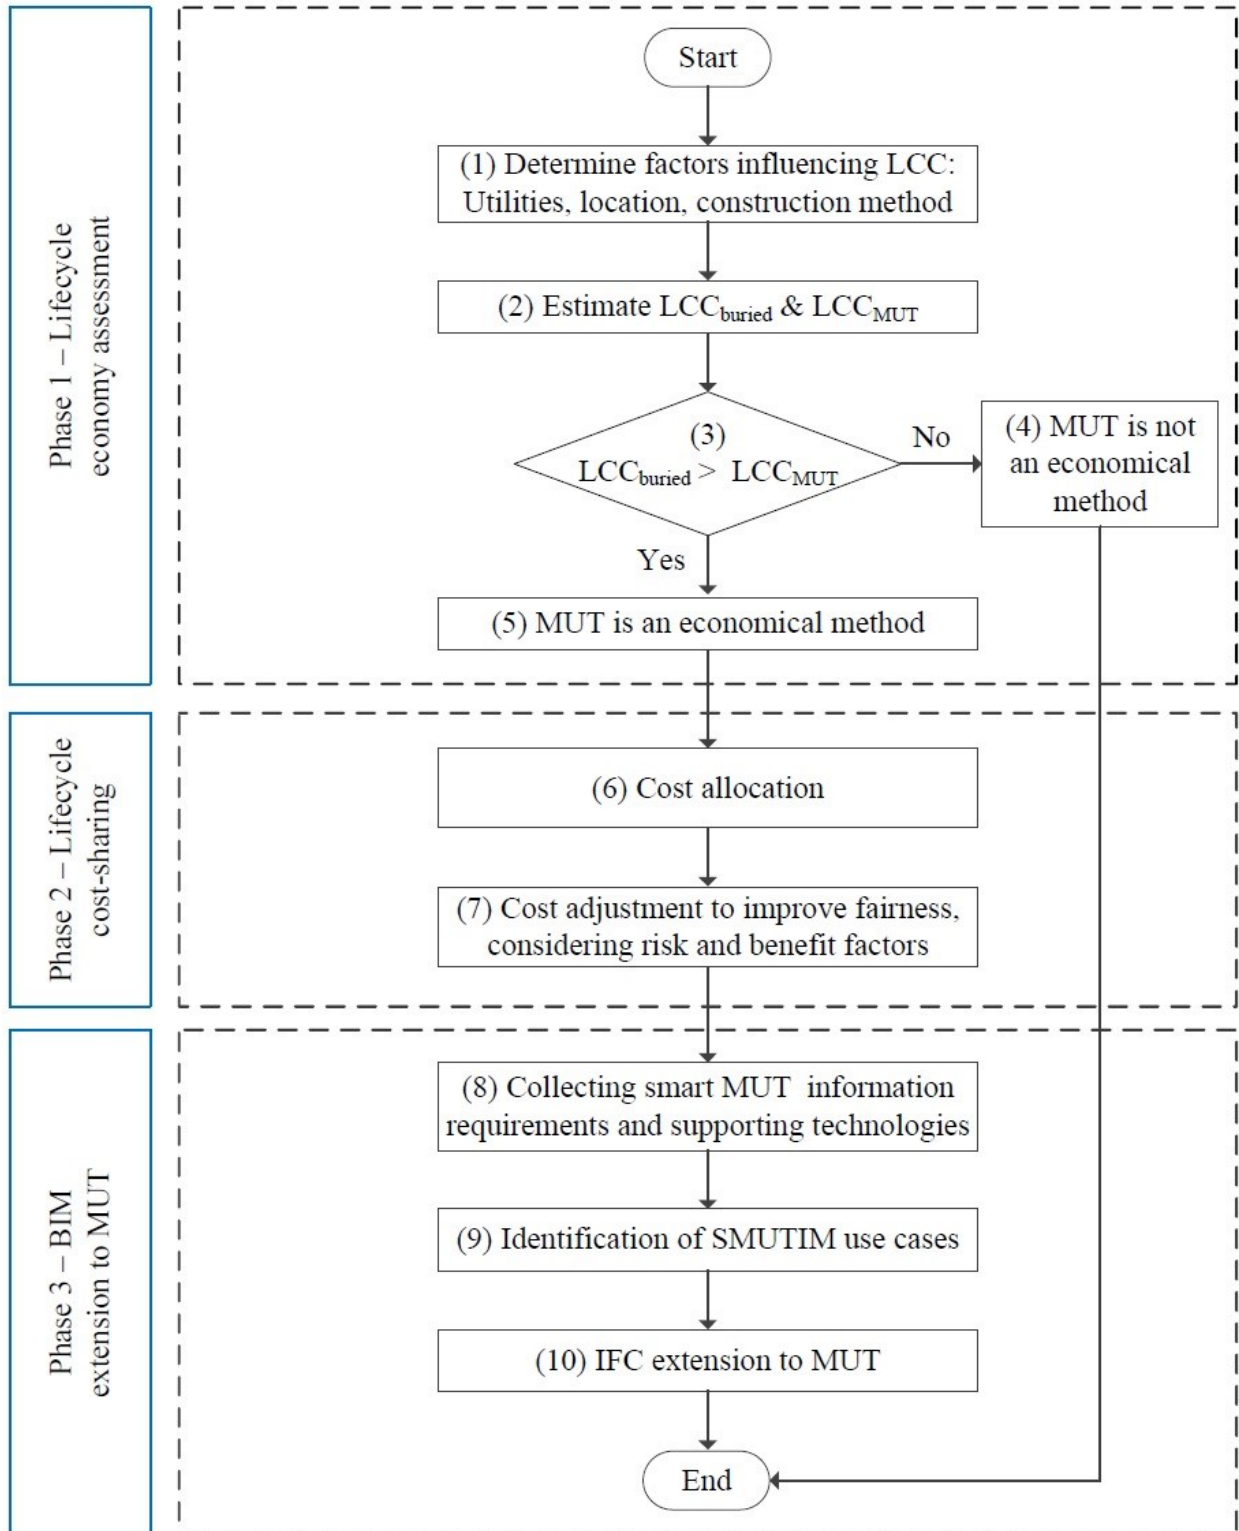 Phase 1 – Lifecycle
economy assessment
Start
(1) Determine factors influencing LCC:
Utilities, location, construction method
(2) Estimate LCCburied & LCCMUT
(3)
LCCburied > LCCMUT
No
(4) MUT is not
an economical
method
Yes
(5) MUT is an economical method
Phase 2 – Lifecycle
cost-sharing
(6) Cost allocation
(7) Cost adjustment to improve fairness,
considering risk and benefit factors
Phase 3 – BIM
extension to MUT
(8) Collecting smart MUT information
requirements and supporting technologies
(9) Identification of SMUTIM use cases
(10) IFC extension to MUT
End